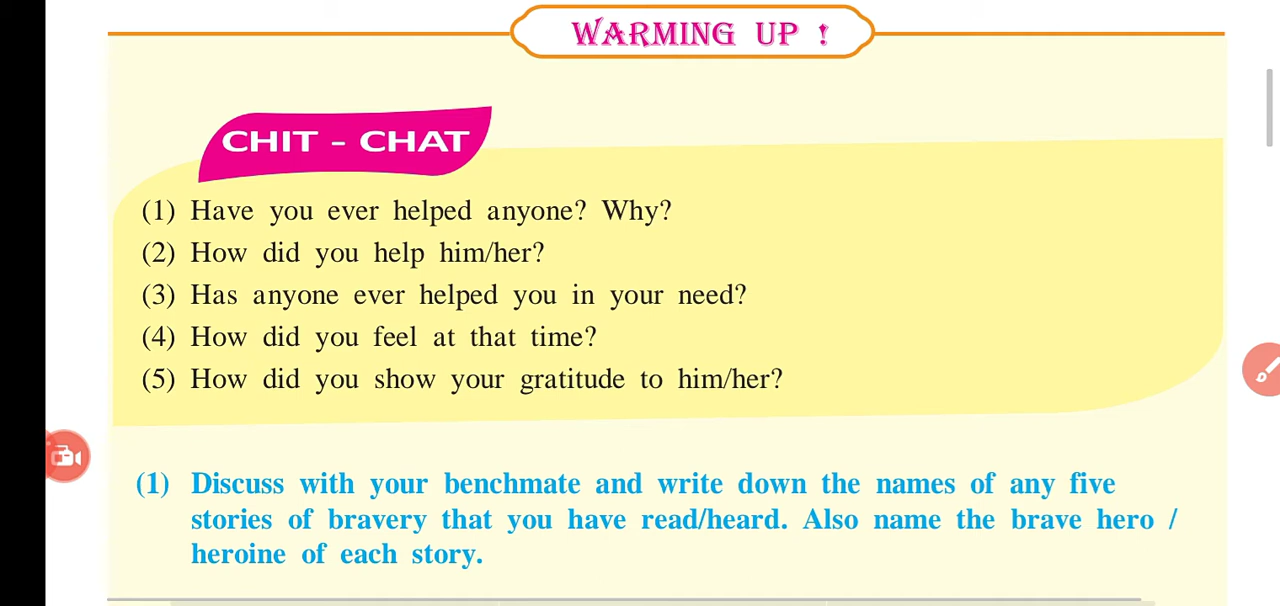 WARMING UP !
CHIT - CHAT
(1) Have you ever helped anyone? Why?
(2) How did you help him/her?
(3) Has anyone ever helped you in your need?
(4) How did you feel at that time?
(5) How did you show your gratitude to him/her?
(1) Discuss with your benchmate and write down the names of any five
stories of bravery that you have read/heard. Also name the brave hero /
heroine of each story.